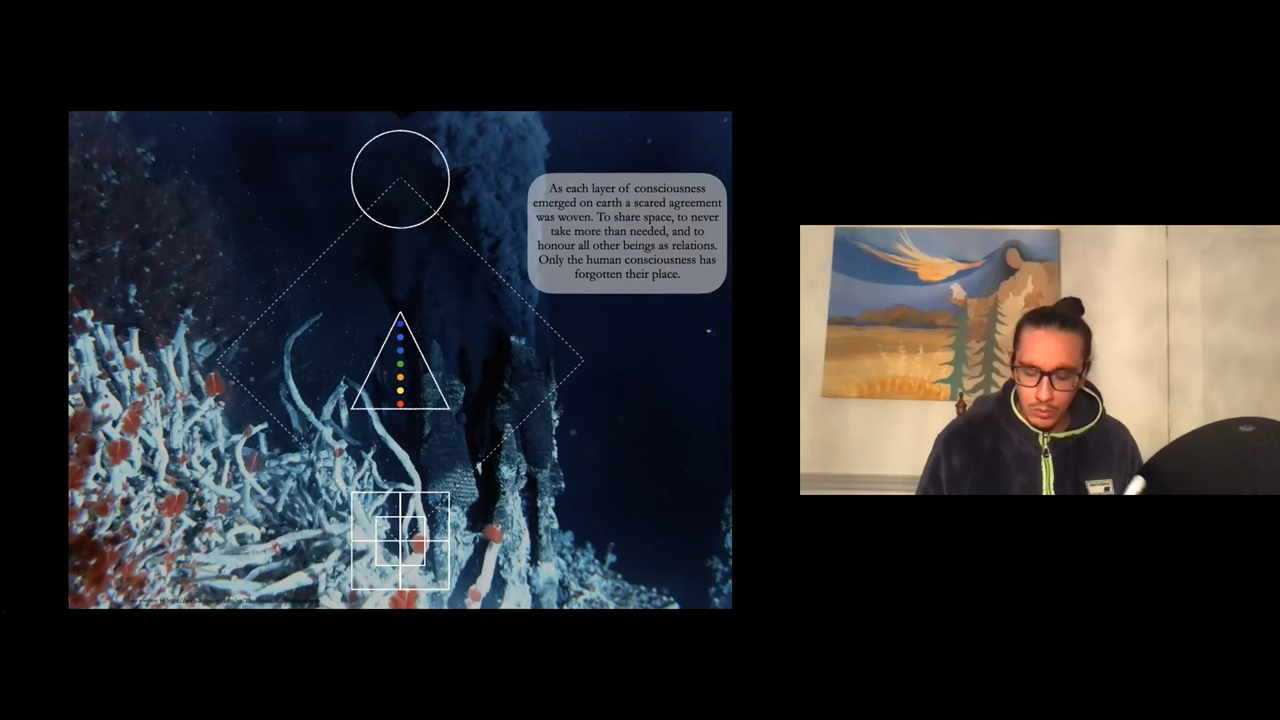 As each layer of consciousness
emerged on earth a scared agreement
was woven. To share space, to never
take more than needed, and to
honour all other beings as relations.
Only the human consciousness has
forgotten their place.